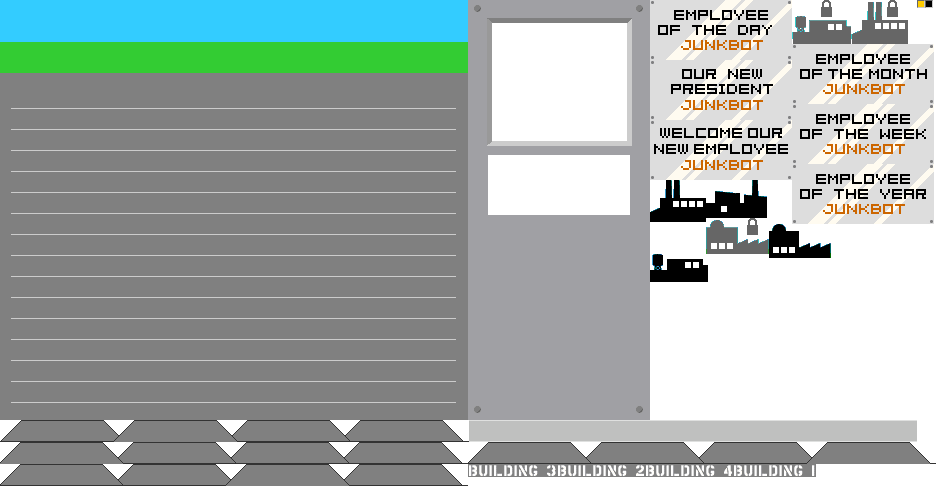 EMPLOYEE
OF THE DAY
JUNKBOT
OUR NEW
PRESIDENT
JUNKBOT
WELCOME OUR
NEW EMPLOYEE
JUNKBOT
EMPLOYEE
OF THE MONTH
JUNKBOT
EMPLOYEE
OF THE WEEK
JUNKBOT
EMPLOYEE
OF THE YEAR
JUNKBOT
BUILDING 3BUILDING 2BUILDING 4BUILDING 1